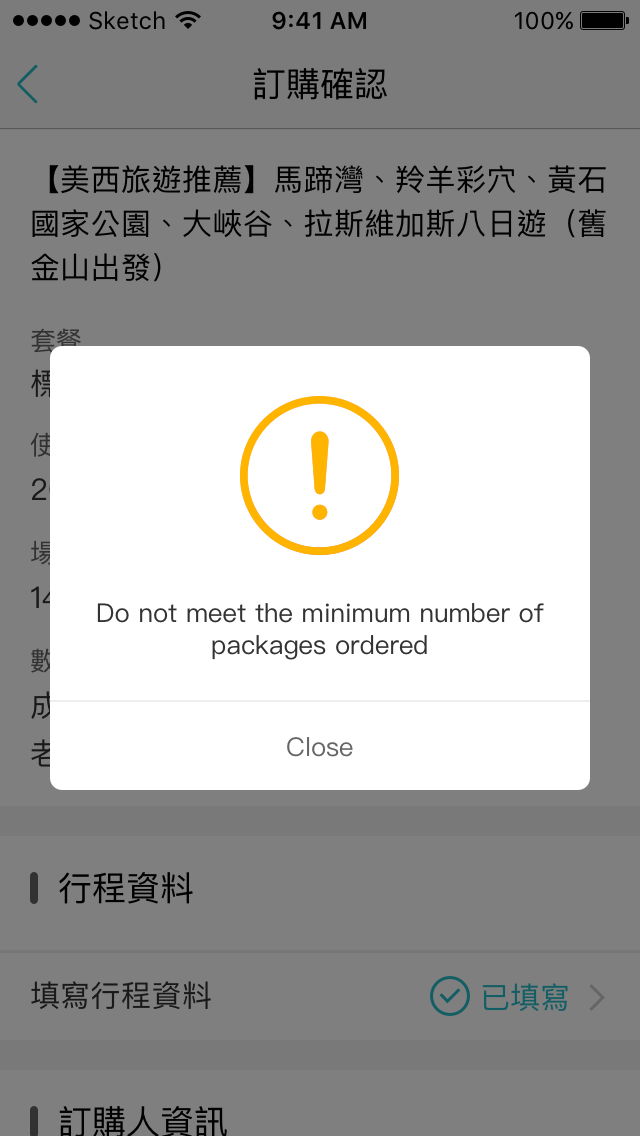 Sketch 9:41 AM 100%
訂購確認
【美西旅遊推薦】馬蹄灣、羚羊彩穴、黃石
國家公園、大峽谷、拉斯維加斯八日遊（舊
金山出發）
套餐
標
使
2
場
14
數
成
老
Do not meet the minimum number of
packages ordered
Close
行程資料
填寫行程資料 已填寫
訂購人資訊